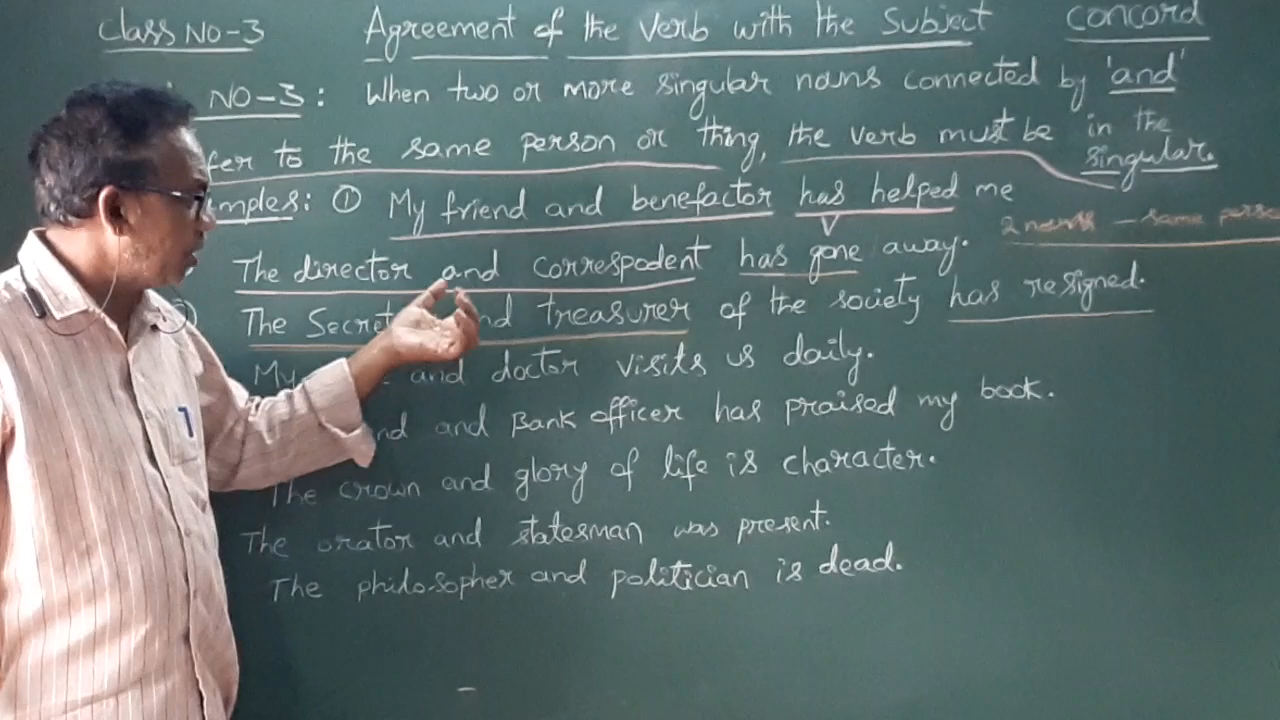 Class NO-3 Agreement of the verb with the Subject Concord
NO-3: When two or more singular nouns connected by 'and'
fer to the same person or thing, the verb must be in the singular.
mples: ① My friend and benefactor has helped me
2 nouns - same perso
The director and correspodent has gone away.
The Secret nd treasurer of the society has resigned.
My and doctor visits us daily.
nd and Bank officer has praised my book.
The crown and glory of life is character.
The orator and statesman was present.
The philosopher and politician is dead.